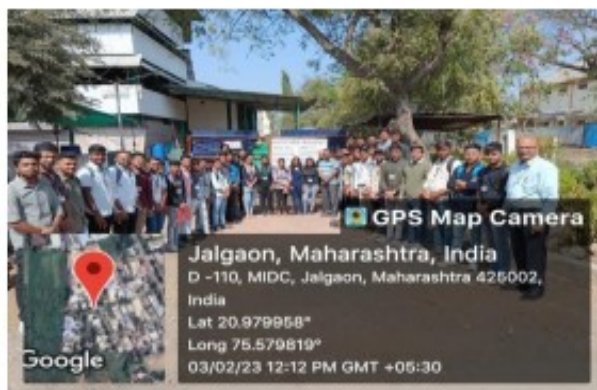 GPS Map Camera
Jalgaon, Maharashtra, India
D -110, MIDC, Jalgaon, Maharashtra 425002,
India
Lat 20.979958°
Long 75.579819°
03/02/23 12:12 PM GMT +05:30
Google